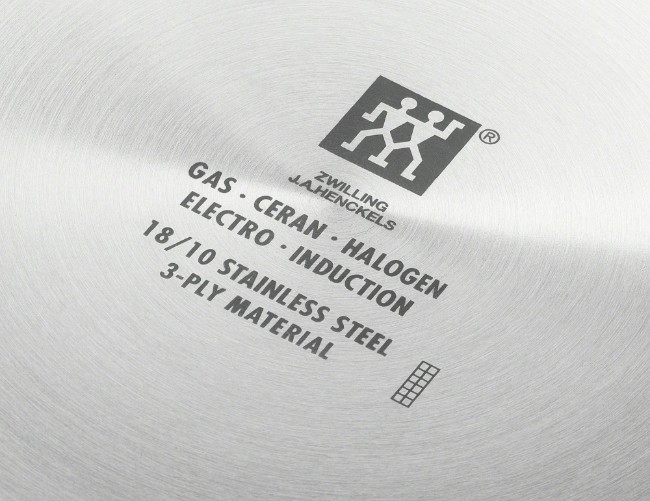 ®
ZWILLING
J.A.HENCKELS
GAS · CERAN · HALOGEN
ELECTRO · INDUCTION
18/10 STAINLESS STEEL
3-PLY MATERIAL